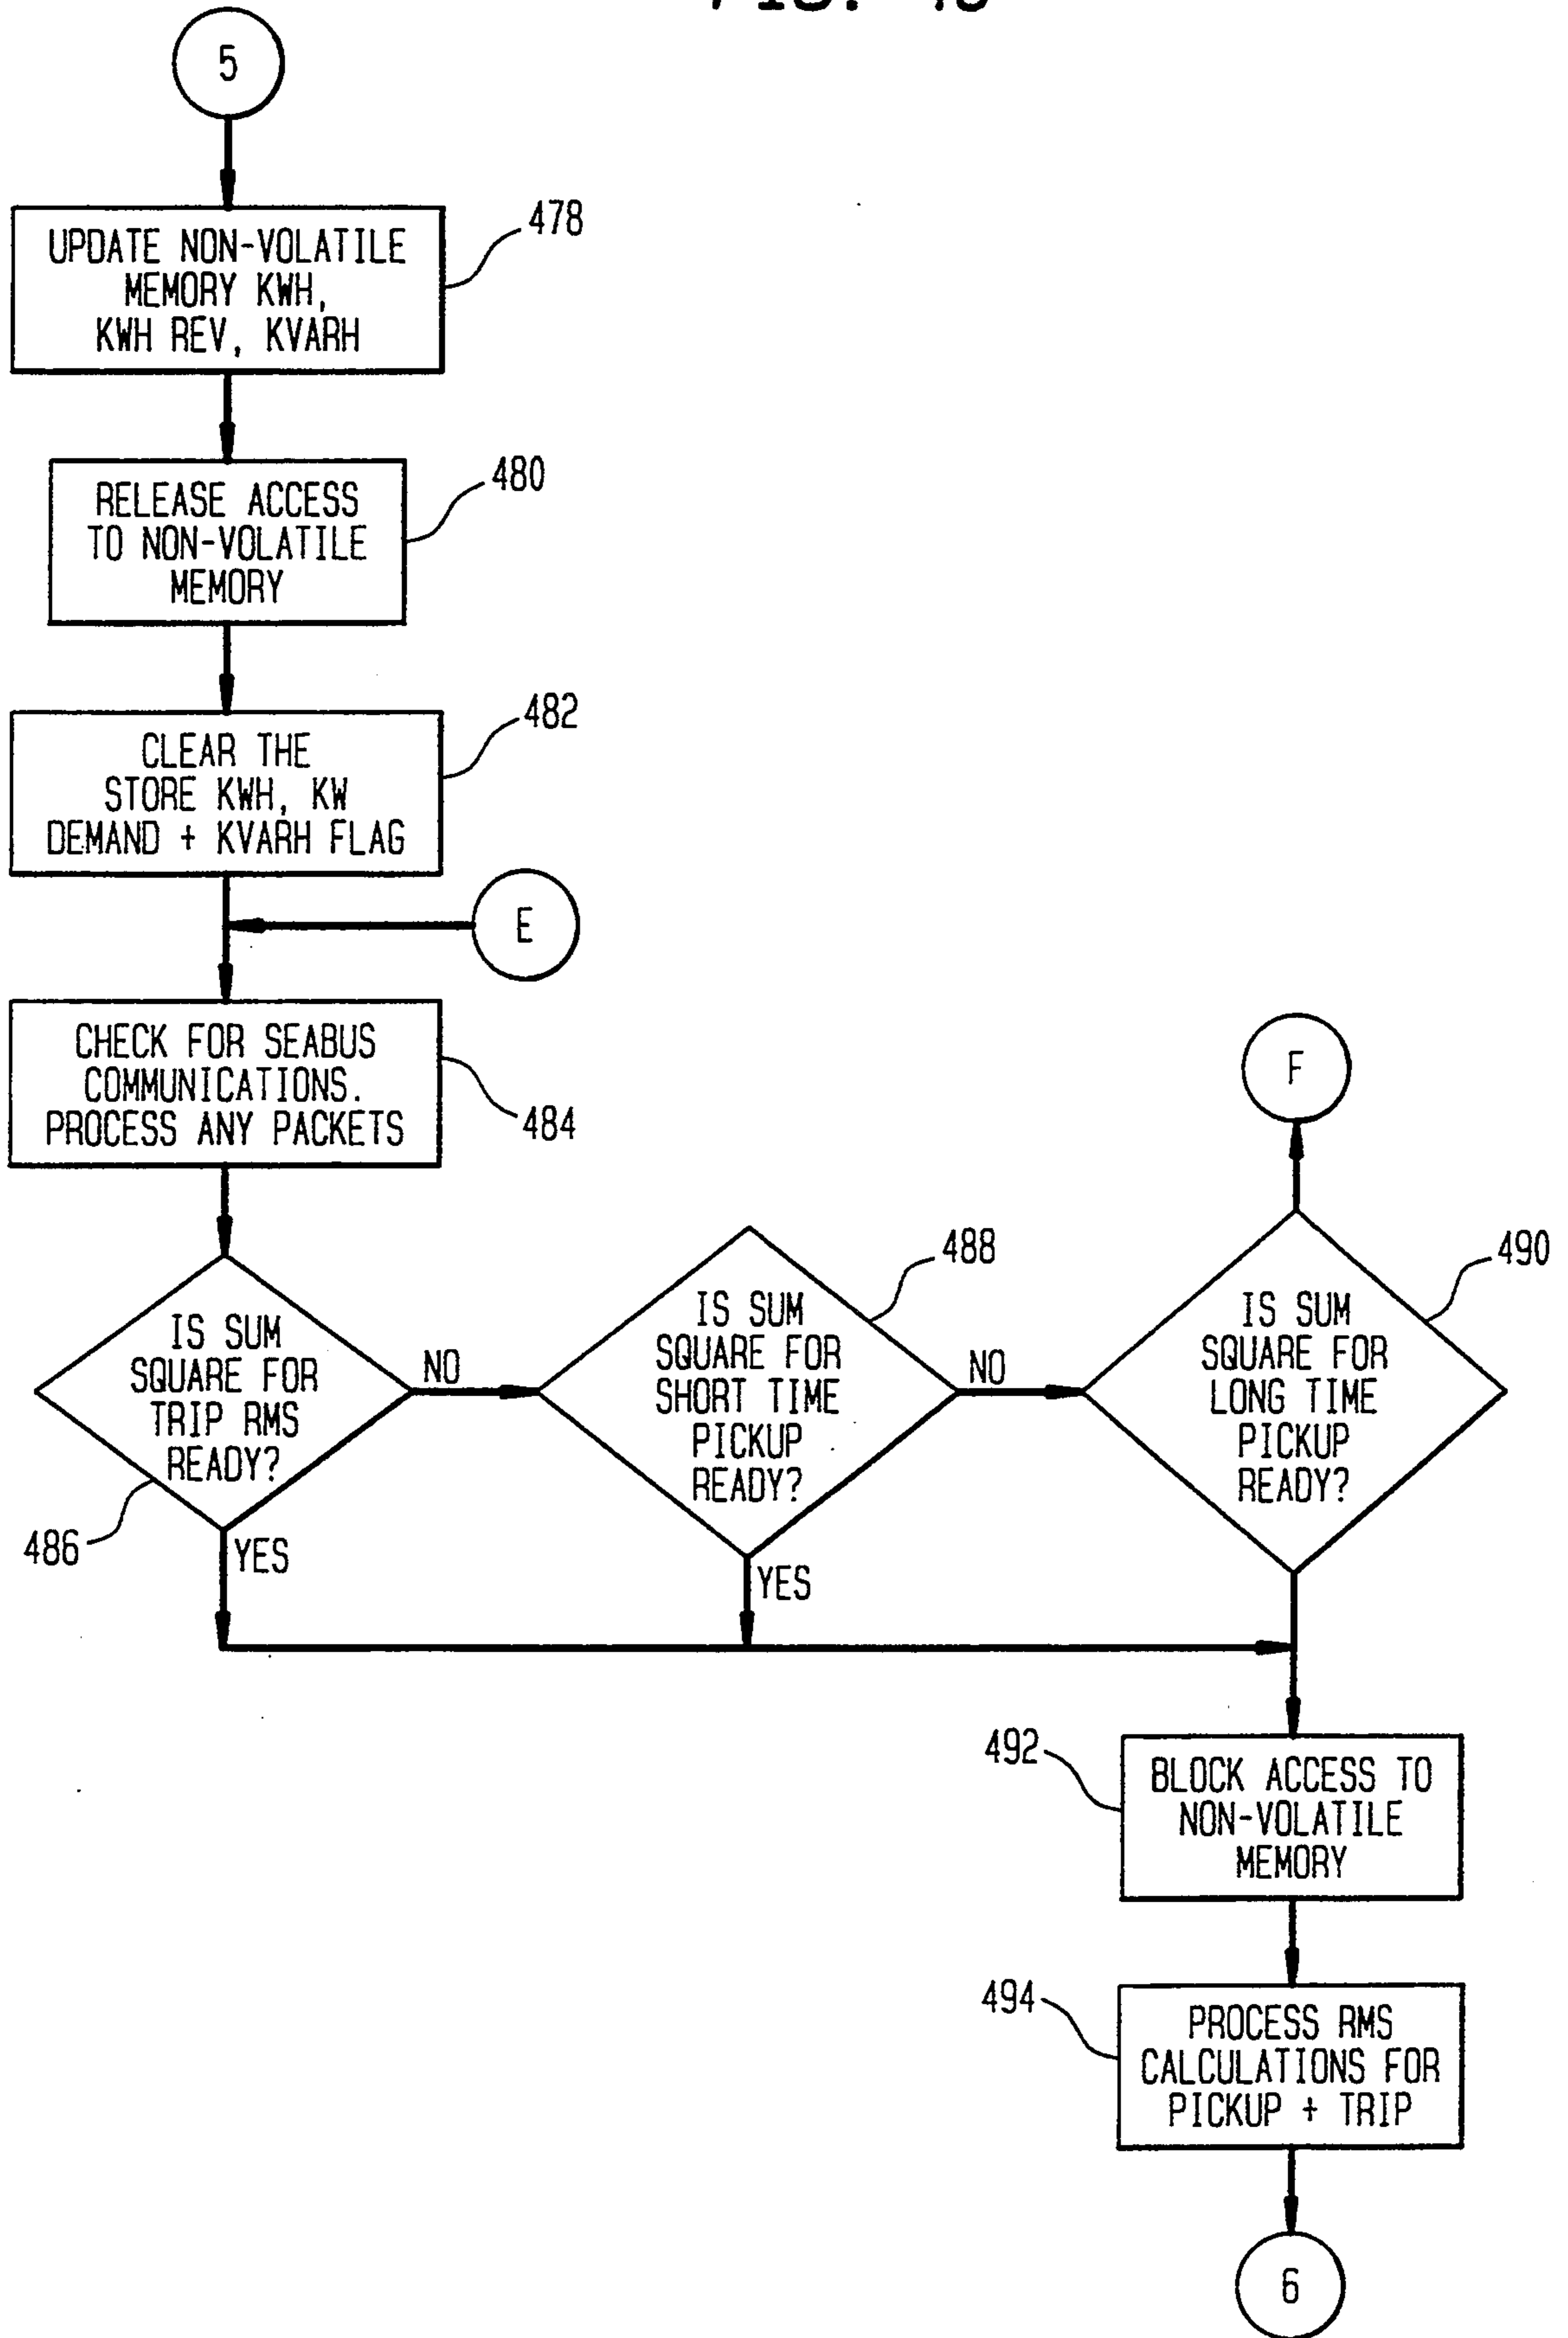 5
478
UPDATE NON-VOLATILE
MEMORY KWH,
KWH REV, KVARH
480
RELEASE ACCESS
TO NON-VOLATILE
MEMORY
482
CLEAR THE
STORE KWH, KW
DEMAND + KVARH FLAG
E
CHECK FOR SEABUS
COMMUNICATIONS.
PROCESS ANY PACKETS
484
F
488
490
IS SUM
SQUARE FOR
TRIP RMS
READY?
NO
IS SUM
SQUARE FOR
SHORT TIME
PICKUP
READY?
NO
IS SUM
SQUARE FOR
LONG TIME
PICKUP
READY?
486
YES
YES
492
BLOCK ACCESS TO
NON-VOLATILE
MEMORY
494
PROCESS RMS
CALCULATIONS FOR
PICKUP + TRIP
6